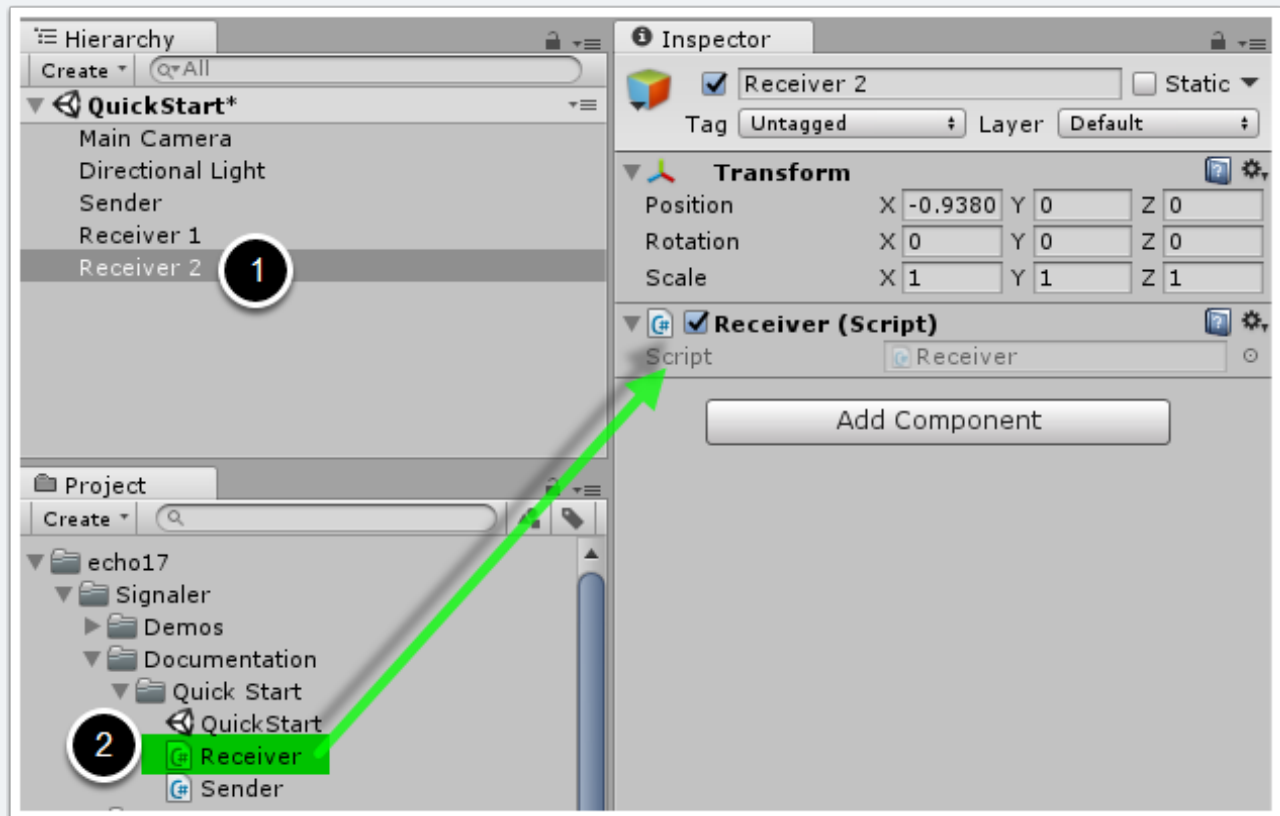 Hierarchy
Create All
QuickStart*
Main Camera
Directional Light
Sender
Receiver 1
Receiver 2
1
Inspector
Receiver 2 Static
Tag Untagged Layer Default
Transform
Position X -0.9380 Y 0 Z 0
Rotation X 0 Y 0 Z 0
Scale X 1 Y 1 Z 1
Receiver (Script)
Script Receiver
Add Component
Project
Create
echo17
Signaler
Demos
Documentation
Quick Start
QuickStart
2
Receiver
Sender